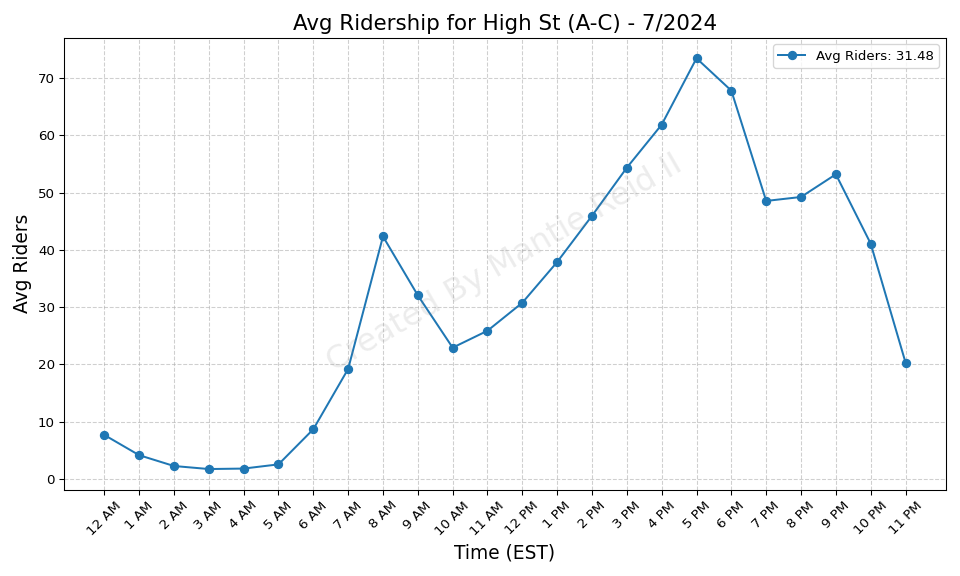 Avg Ridership for High St (A-C) - 7/2024
Avg Riders: 31.48
Avg Riders
70
60
50
40
30
20
10
0
Created By Mantie Reid II
12 AM
1 AM
2 AM
3 AM
4 AM
5 AM
6 AM
7 AM
8 AM
9 AM
10 AM
11 AM
12 PM
1 PM
2 PM
3 PM
4 PM
5 PM
6 PM
7 PM
8 PM
9 PM
10 PM
11 PM
Time (EST)